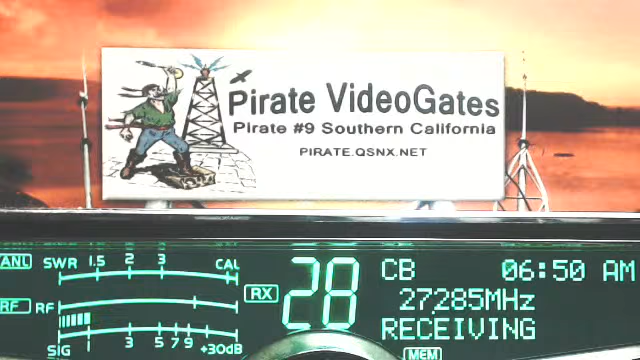 Pirate VideoGates
Pirate #9 Southern California
PIRATE.QSNX.NET
ANL SWR 1.5 2 3 CAL
RF RF
SIG 1 3 5 7 9 +30dB
RX 28
CB 06:50 AM
27285MHz
RECEIVING
MEM